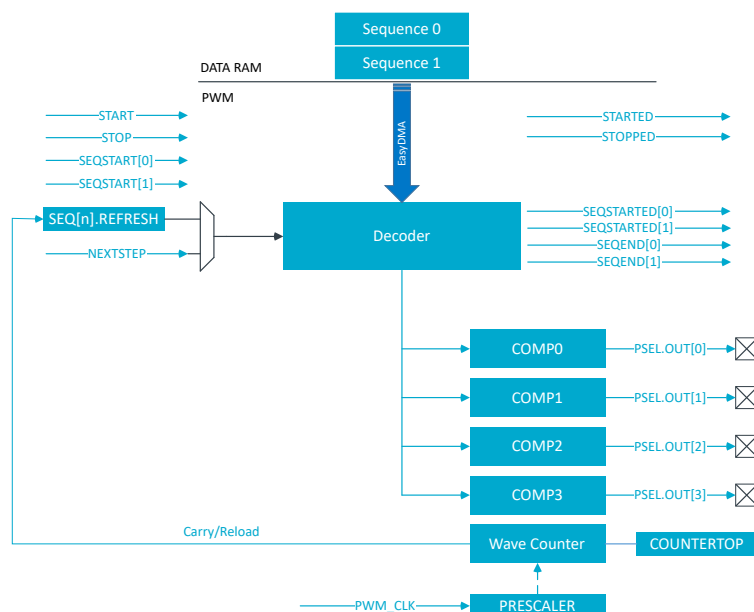 Sequence 0
Sequence 1
DATA RAM
PWM
START
STOP
SEQSTART[0]
SEQSTART[1]
SEQ[n].REFRESH
NEXTSTEP
EasyDMA
STARTED
STOPPED
Decoder
SEQSTARTED[0]
SEQSTARTED[1]
SEQEND[0]
SEQEND[1]
COMP0
PSEL.OUT[0]
COMP1
PSEL.OUT[1]
COMP2
PSEL.OUT[2]
COMP3
PSEL.OUT[3]
Carry/Reload
Wave Counter
COUNTERTOP
PWM_CLK
PRESCALER